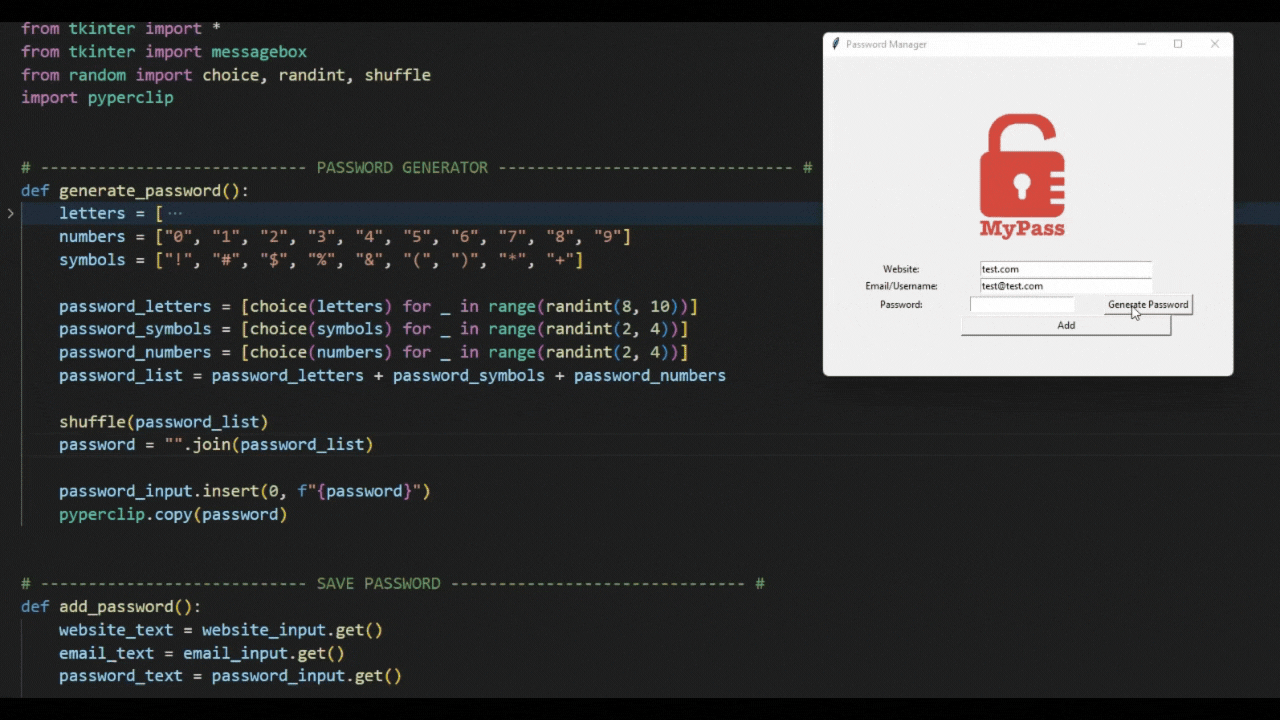 from tkinter import *
from tkinter import messagebox
from random import choice, randint, shuffle
import pyperclip
# ---------------------------- PASSWORD GENERATOR ------------------------------- #
def generate_password():
letters = [ ···
numbers = ["0", "1", "2", "3", "4", "5", "6", "7", "8", "9"]
symbols = ["!", "#", "$", "%", "&", "(", ")", "*", "+"]
password_letters = [choice(letters) for _ in range(randint(8, 10))]
password_symbols = [choice(symbols) for _ in range(randint(2, 4))]
password_numbers = [choice(numbers) for _ in range(randint(2, 4))]
password_list = password_letters + password_symbols + password_numbers
shuffle(password_list)
password = "".join(password_list)
password_input.insert(0, f"{password}")
pyperclip.copy(password)
# ---------------------------- SAVE PASSWORD ------------------------------- #
def add_password():
website_text = website_input.get()
email_text = email_input.get()
password_text = password_input.get()
Password Manager
MyPass
Website: test.com
Email/Username: test@test.com
Password: Generate Password
Add